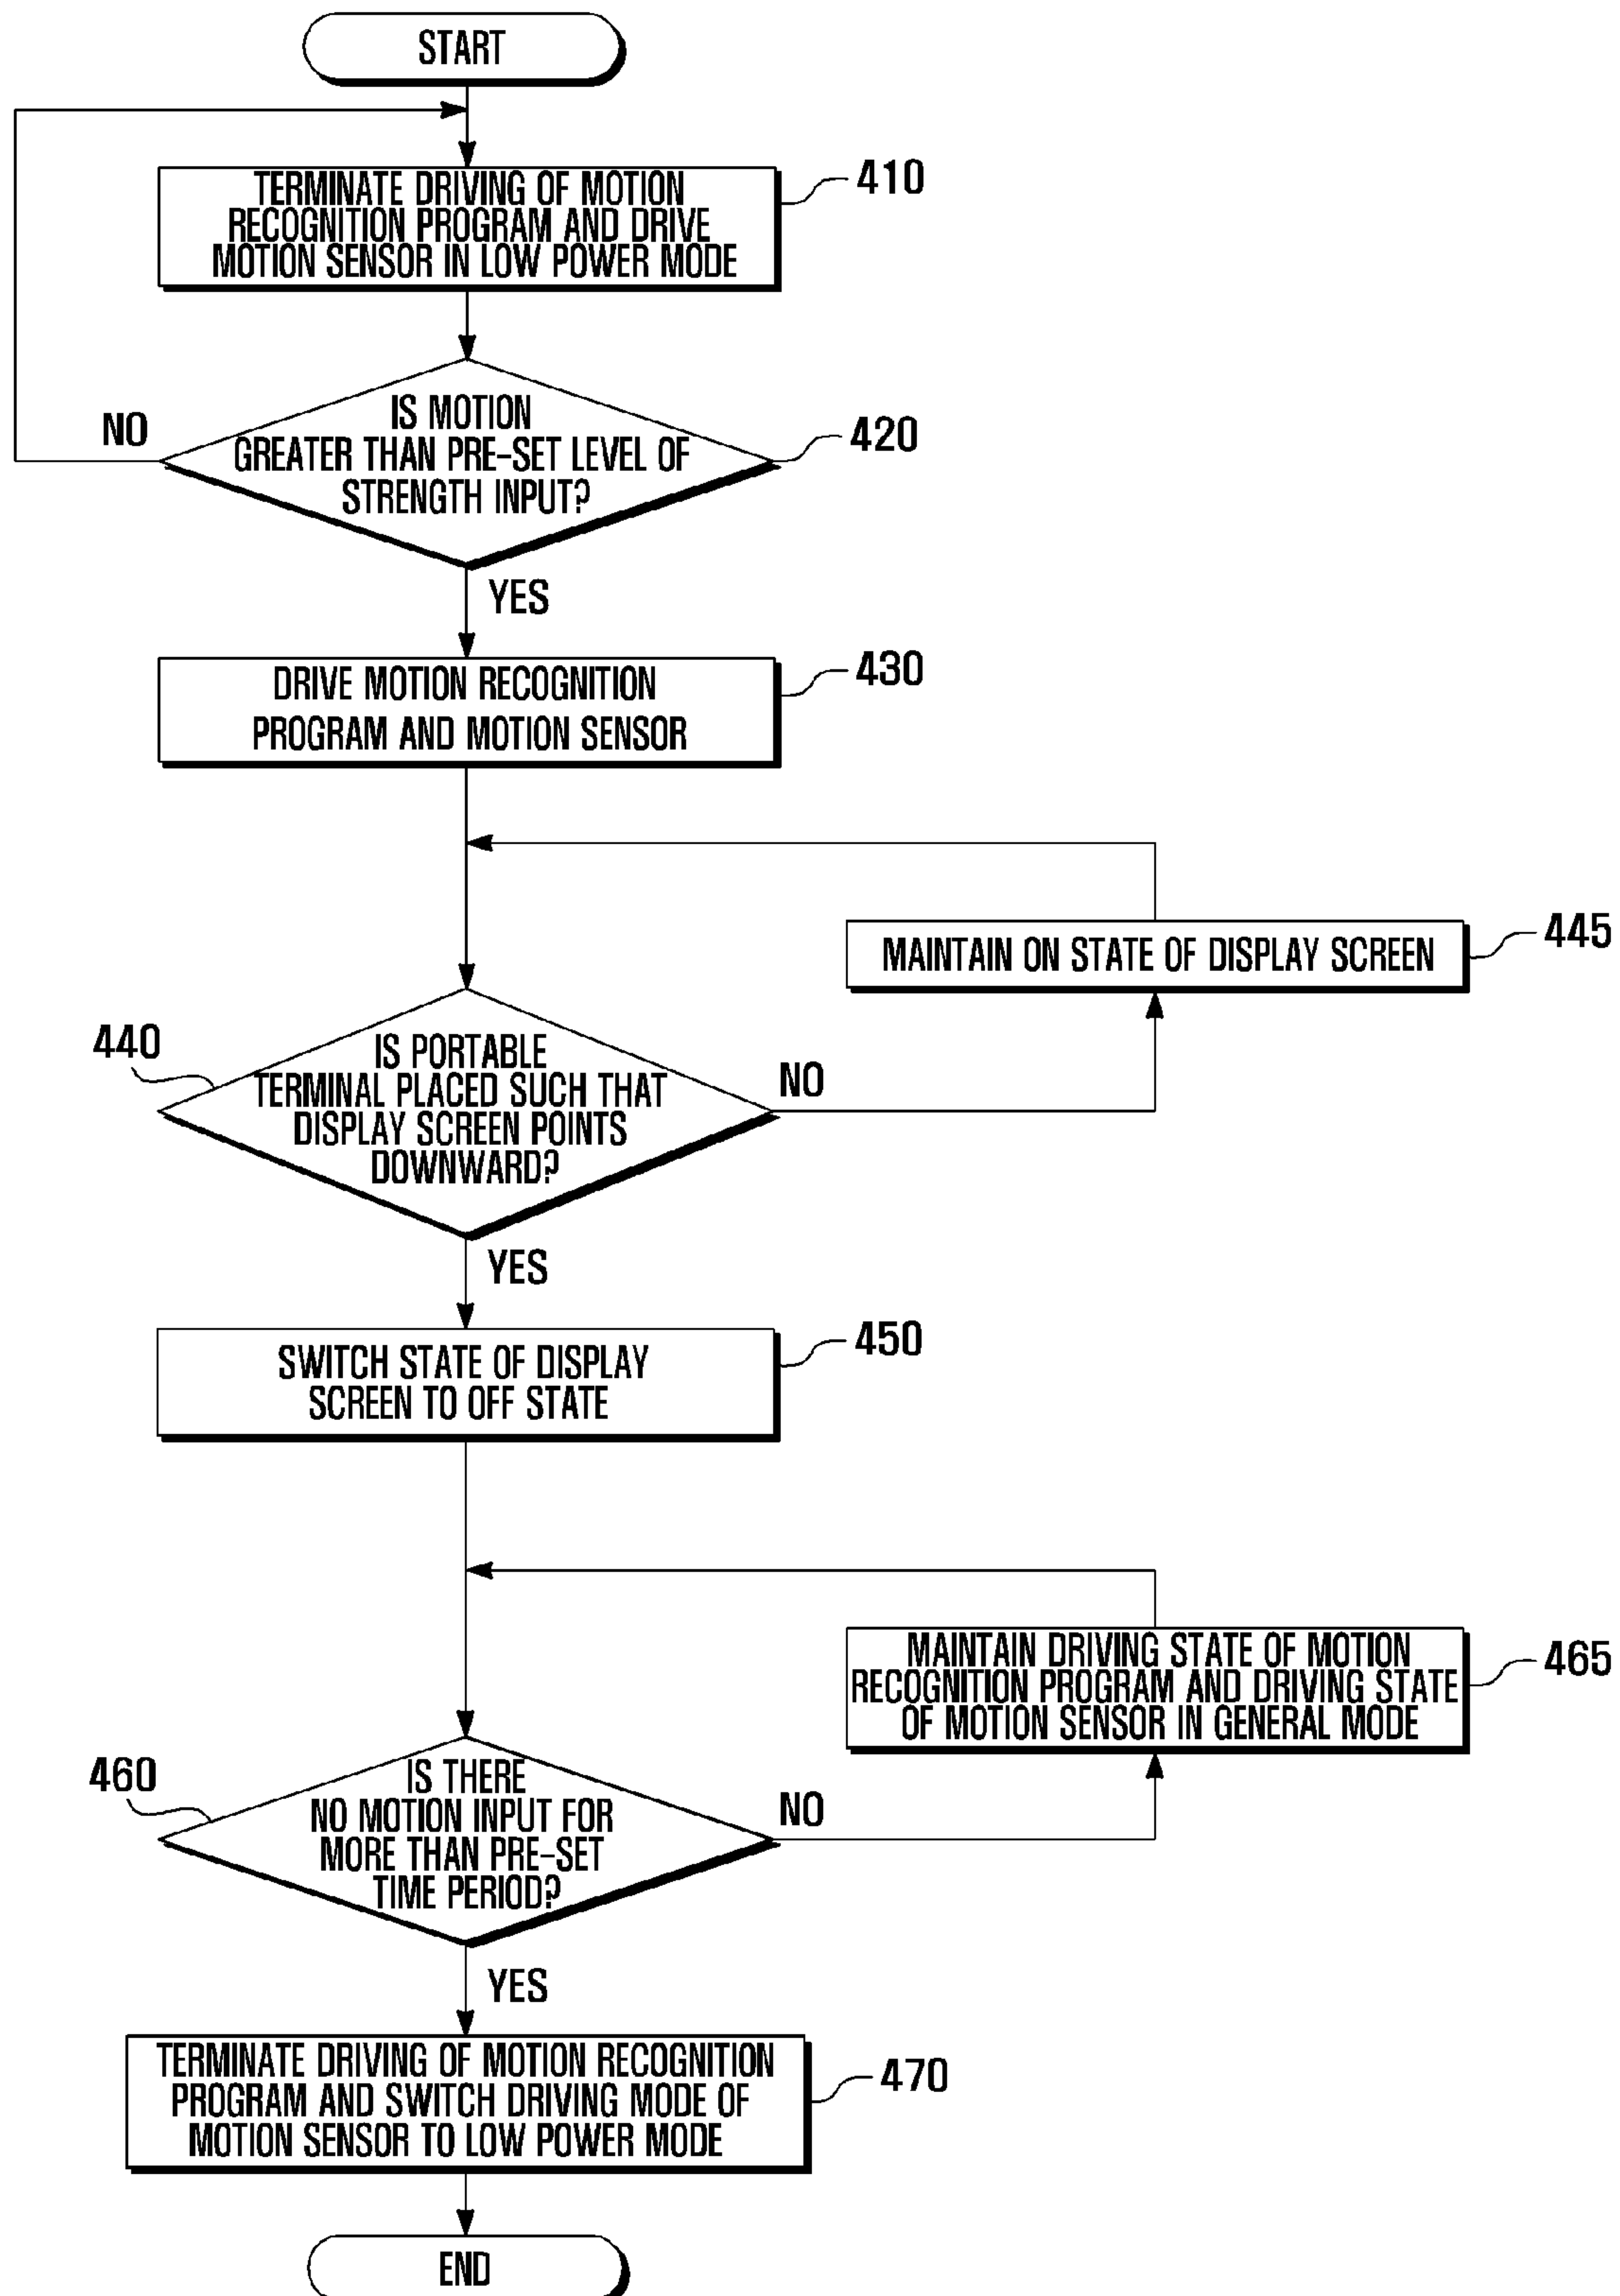 START
TERMINATE DRIVING OF MOTION
RECOGNITION PROGRAM AND DRIVE
MOTION SENSOR IN LOW POWER MODE
410
IS MOTION
GREATER THAN PRE-SET LEVEL OF
STRENGTH INPUT?
420
NO
YES
DRIVE MOTION RECOGNITION
PROGRAM AND MOTION SENSOR
430
MAINTAIN ON STATE OF DISPLAY SCREEN
445
440
IS PORTABLE
TERMINAL PLACED SUCH THAT
DISPLAY SCREEN POINTS
DOWNWARD?
NO
YES
SWITCH STATE OF DISPLAY
SCREEN TO OFF STATE
450
MAINTAIN DRIVING STATE OF MOTION
RECOGNITION PROGRAM AND DRIVING STATE
OF MOTION SENSOR IN GENERAL MODE
465
460
IS THERE
NO MOTION INPUT FOR
MORE THAN PRE-SET
TIME PERIOD?
NO
YES
TERMINATE DRIVING OF MOTION RECOGNITION
PROGRAM AND SWITCH DRIVING MODE OF
MOTION SENSOR TO LOW POWER MODE
470
END